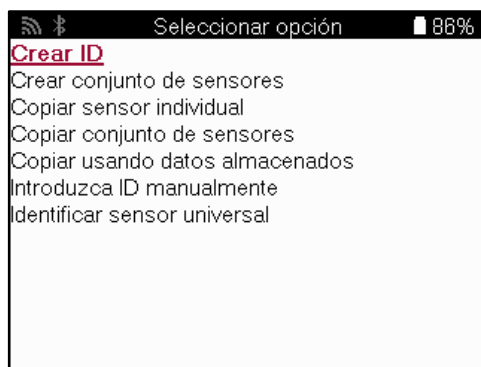 Seleccionar opción 86%
Crear ID
Crear conjunto de sensores
Copiar sensor individual
Copiar conjunto de sensores
Copiar usando datos almacenados
Introduzca ID manualmente
Identificar sensor universal